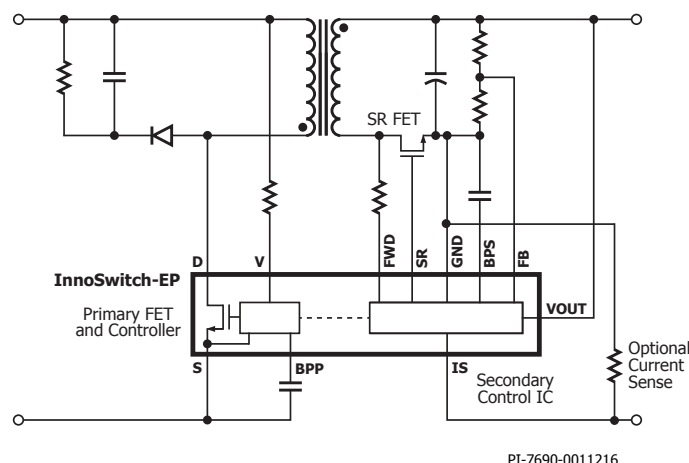 SR FET
D
V
FWD
SR
GND
BPS
FB
InnoSwitch-EP
Primary FET
and Controller
VOUT
S
BPP
IS
Secondary
Control IC
Optional
Current
Sense
PI-7690-0011216